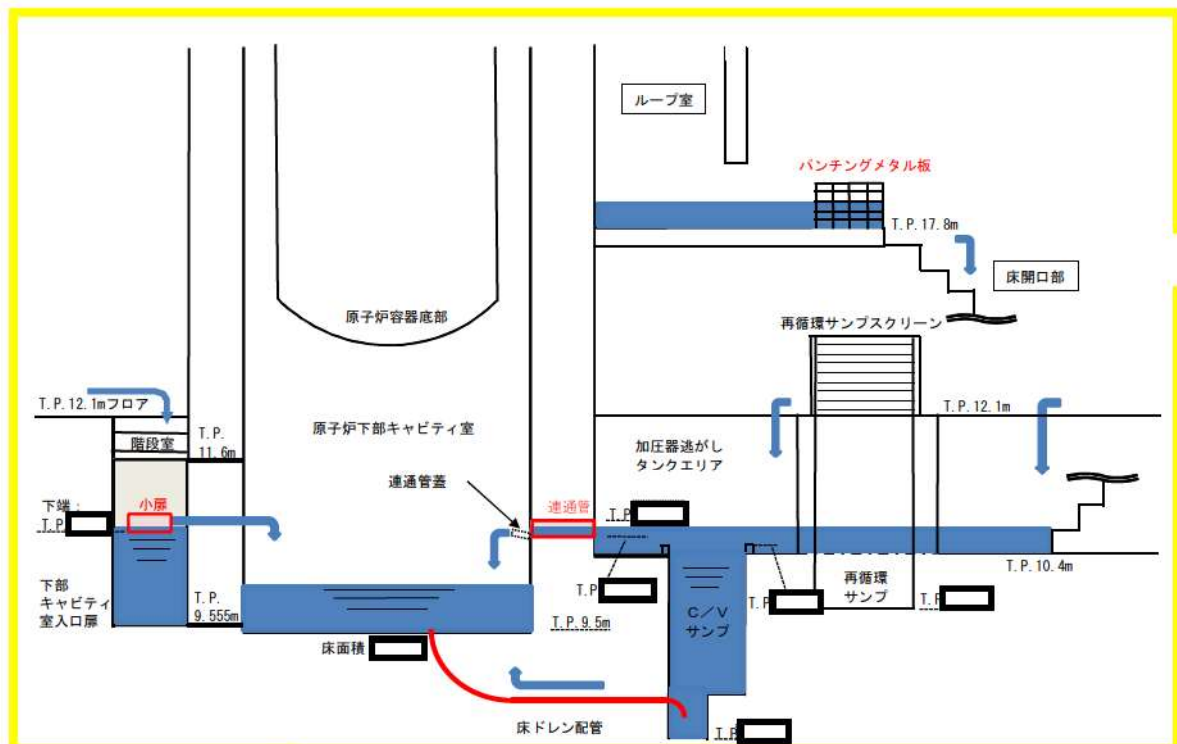 ループ室
パンチングメタル板
T.P.17.8m
床開口部
原子炉容器底部
再循環サンプスクリーン
T.P.12.1mフロア
T.P.12.1m
階段室
T.P.
11.6m
原子炉下部キャビティ室
加圧器逃がし
タンクエリア
連通管蓋
連通管
下端:
T.P
小扉
T.P
T.P.10.4m
下部
キャビティ
室入口扉
T.P.
9.555m
T.P
T.P
再循環
サンプ
T.P
C/V
サンプ
T.P.9.5m
床面積
床ドレン配管
T.P